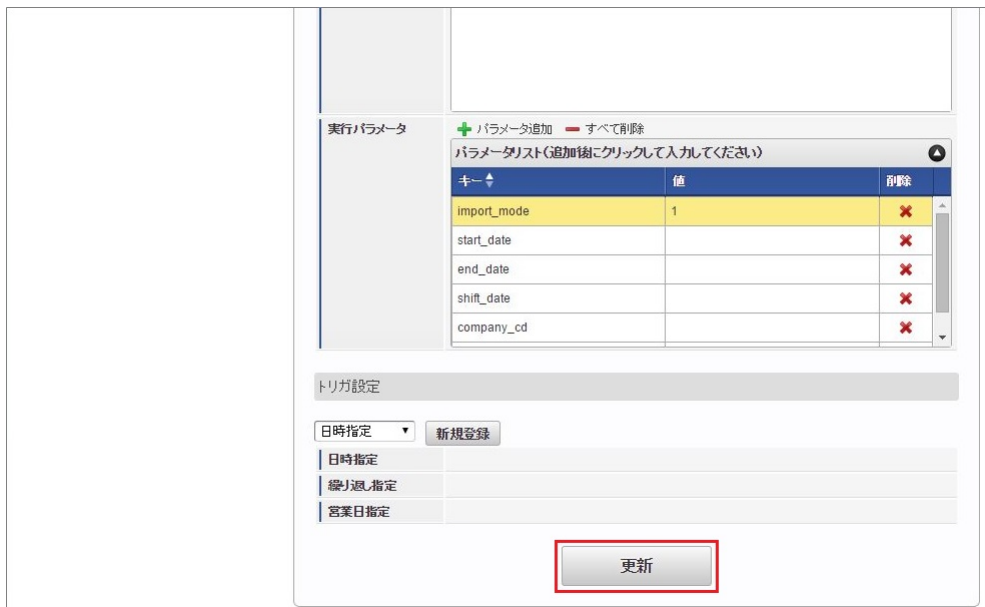 実行パラメータ
パラメータ追加 すべて削除
パラメータリスト(追加後にクリックして入力してください)
キー 値 削除
import_mode 1
start_date
end_date
shift_date
company_cd
トリガ設定
日時指定 新規登録
日時指定
繰り返し指定
営業日指定
更新